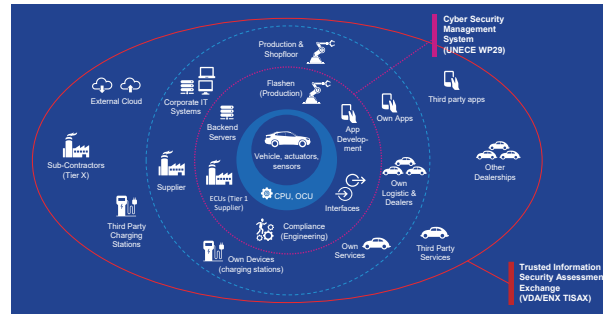 Cyber Security
Management
System
(UNECE WP29)
Production &
Shopfloor
External Cloud
Corporate IT
Systems
Flashen
(Production)
Third party apps
Own Apps
Backend
Servers
App
Develop-
ment
Vehicle, actuators,
sensors
Sub-Contractors
(Tier X)
Supplier
ECUs (Tier 1
Supplier)
CPU, OCU
Interfaces
Own
Logistic &
Dealers
Other
Dealerships
Third Party
Charging
Stations
Compliance
(Engineering)
Own
Services
Third Party
Services
Own Devices
(charging stations)
Trusted Information
Security Assessment
Exchange
(VDA/ENX TISAX)